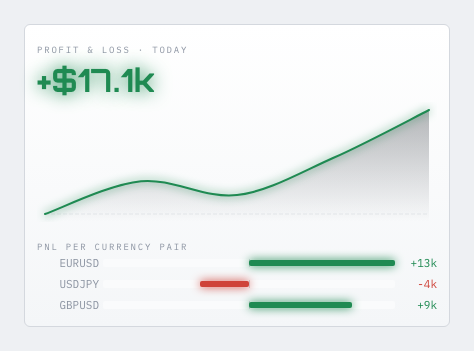 PROFIT & LOSS · TODAY
+$17.1k
PNL PER CURRENCY PAIR
EURUSD +13k
USDJPY -4k
GBPUSD +9k